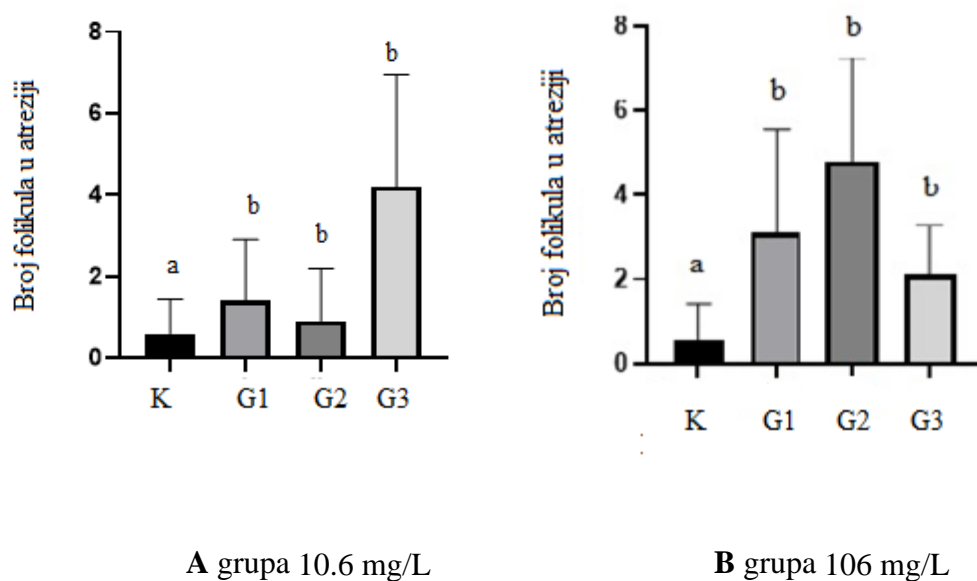 Broj folikula u atreziji
8
6
4
2
0
a
b
b
b
K G1 G2 G3
A grupa 10.6 mg/L
Broj folikula u atreziji
8
6
4
2
0
a
b
b
b
K G1 G2 G3
B grupa 106 mg/L